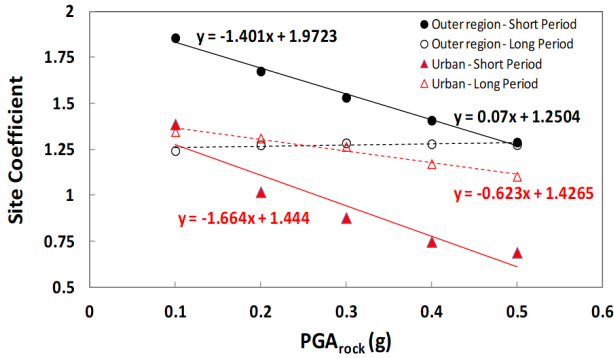 2
1.75
1.5
1.25
1
0.75
0.5
0
0.1
0.2
0.3
0.4
0.5
0.6
Site Coefficient
PGArock (g)
Outer region - Short Period
Outer region - Long Period
Urban - Short Period
Urban - Long Period
y = -1.401x + 1.9723
y = 0.07x + 1.2504
y = -0.623x + 1.4265
y = -1.664x + 1.444